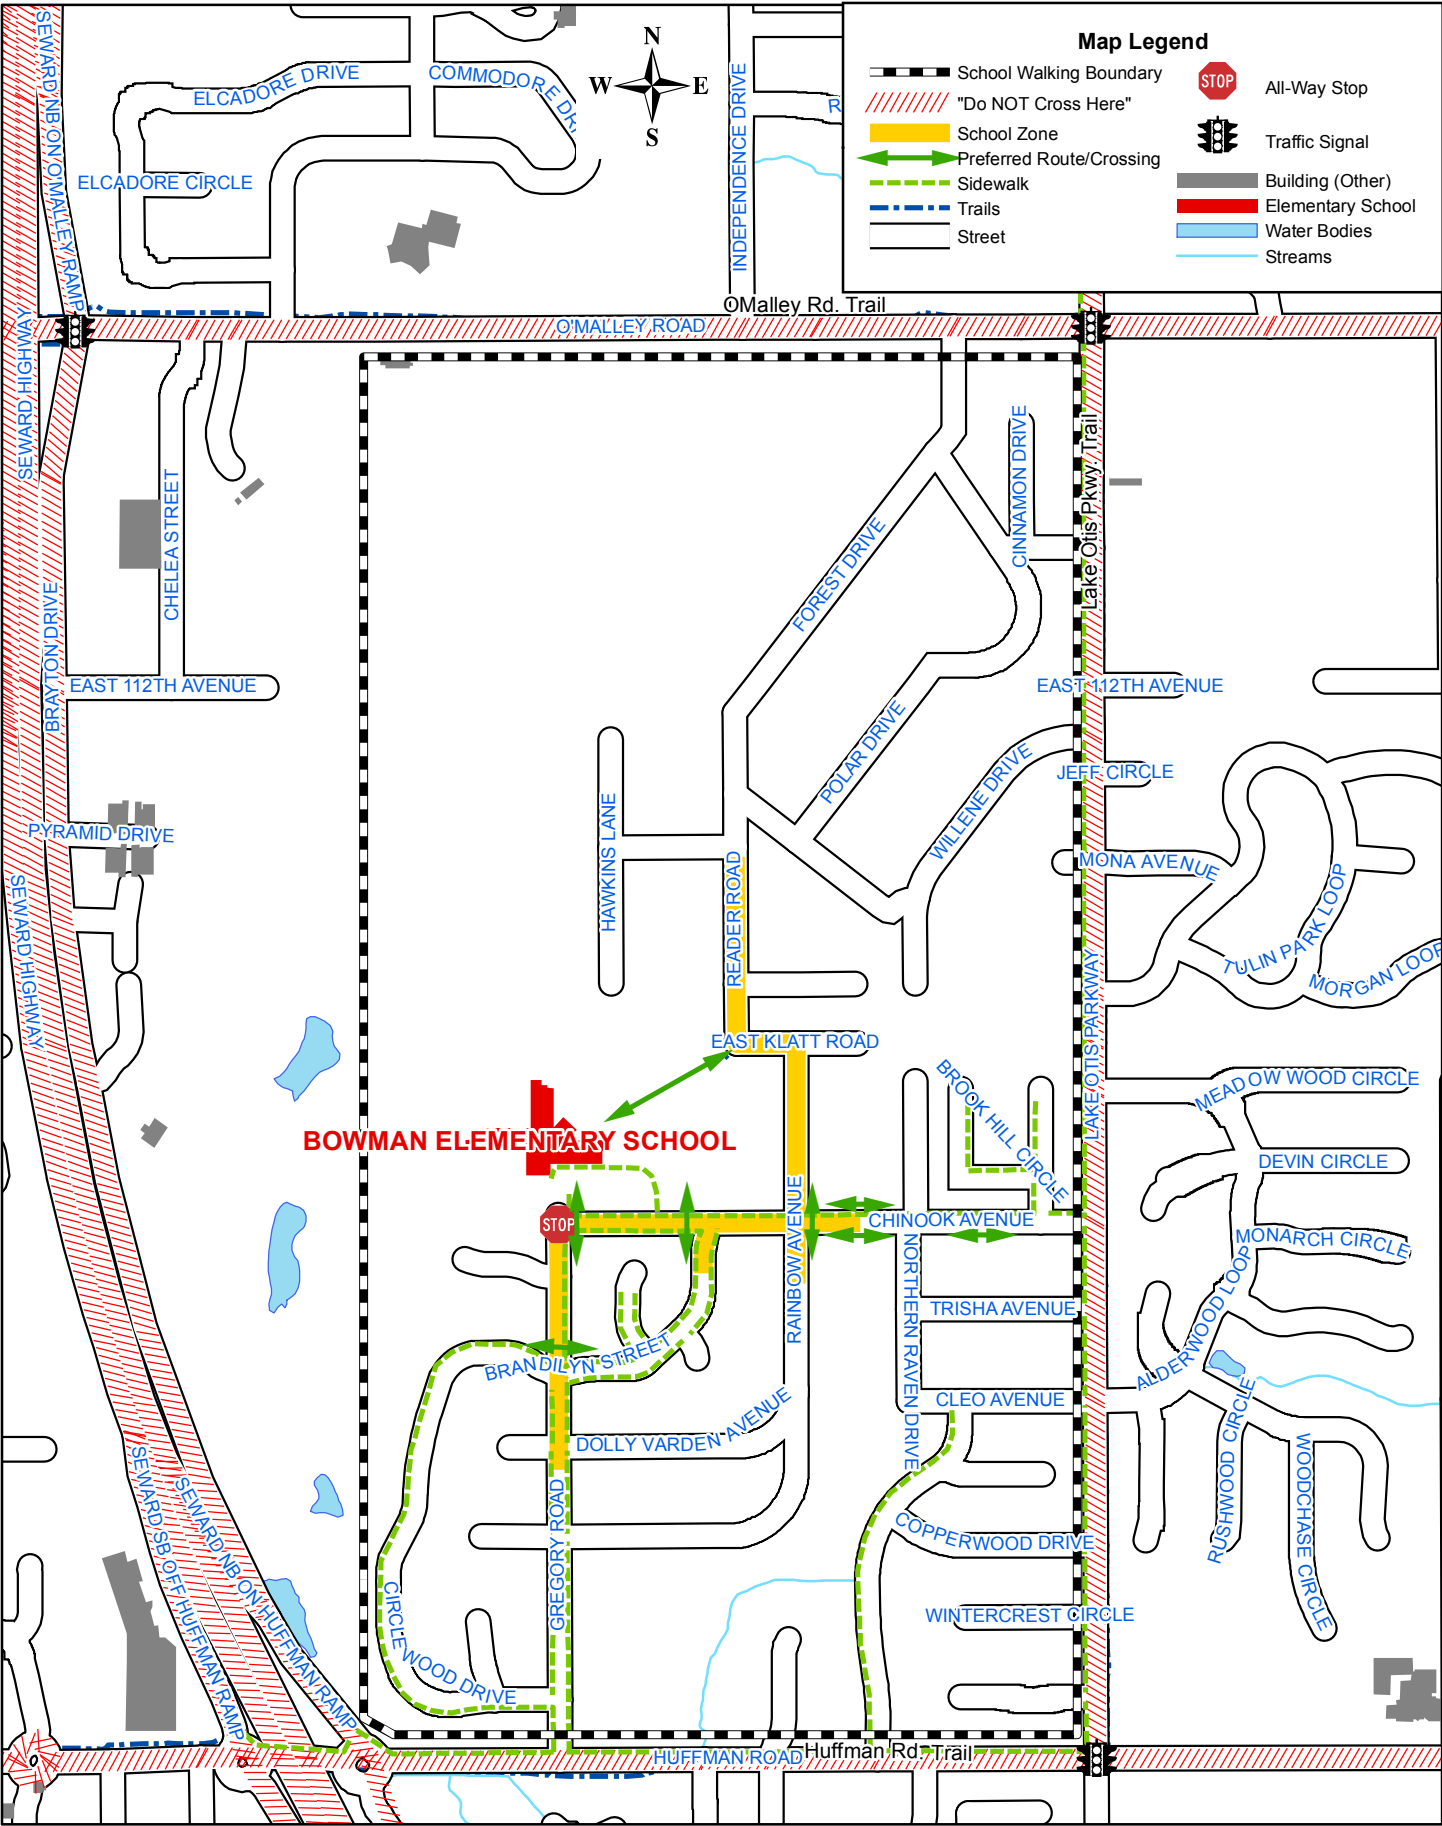 Map Legend
School Walking Boundary
"Do NOT Cross Here"
School Zone
Preferred Route/Crossing
Sidewalk
Trails
Street
STOP
All-Way Stop
Traffic Signal
Building (Other)
Elementary School
Water Bodies
Streams
N
W
E
S
SEWARD NB ON O'MALLEY RAMP
ELCADORE DRIVE
COMMODORE DR
INDEPENDENCE DRIVE
R
ELCADORE CIRCLE
OMalley Rd. Trail
O'MALLEY ROAD
SEWARD HIGHWAY
CHELEA STREET
CINNAMON DRIVE
Lake Otis Pkwy. Trail
FOREST DRIVE
BRAYTON DRIVE
EAST 112TH AVENUE
EAST 112TH AVENUE
POLAR DRIVE
WILLENE DRIVE
JEFF CIRCLE
PYRAMID DRIVE
HAWKINS LANE
READER ROAD
MONA AVENUE
TULIN PARK LOOP
MORGAN LOOP
SEWARD HIGHWAY
LAKE OTIS PARKWAY
EAST KLATT ROAD
BROOK HILL CIRCLE
MEADOW WOOD CIRCLE
BOWMAN ELEMENTARY SCHOOL
DEVIN CIRCLE
STOP
RAINBOW AVENUE
CHINOOK AVENUE
NORTHERN RAVEN DRIVE
MONARCH CIRCLE
TRISHA AVENUE
ALDERWOOD LOOP
BRANDILYN STREET
CLEO AVENUE
DOLLY VARDEN AVENUE
RUSHWOOD CIRCLE
WOODCHASE CIRCLE
SEWARD SB OFF HUFFMAN RAMP
SEWARD NB ON HUFFMAN RAMP
GREGORY ROAD
COPPERWOOD DRIVE
CIRCLEWOOD DRIVE
WINTERCREST CIRCLE
HUFFMAN ROAD
Huffman Rd. Trail